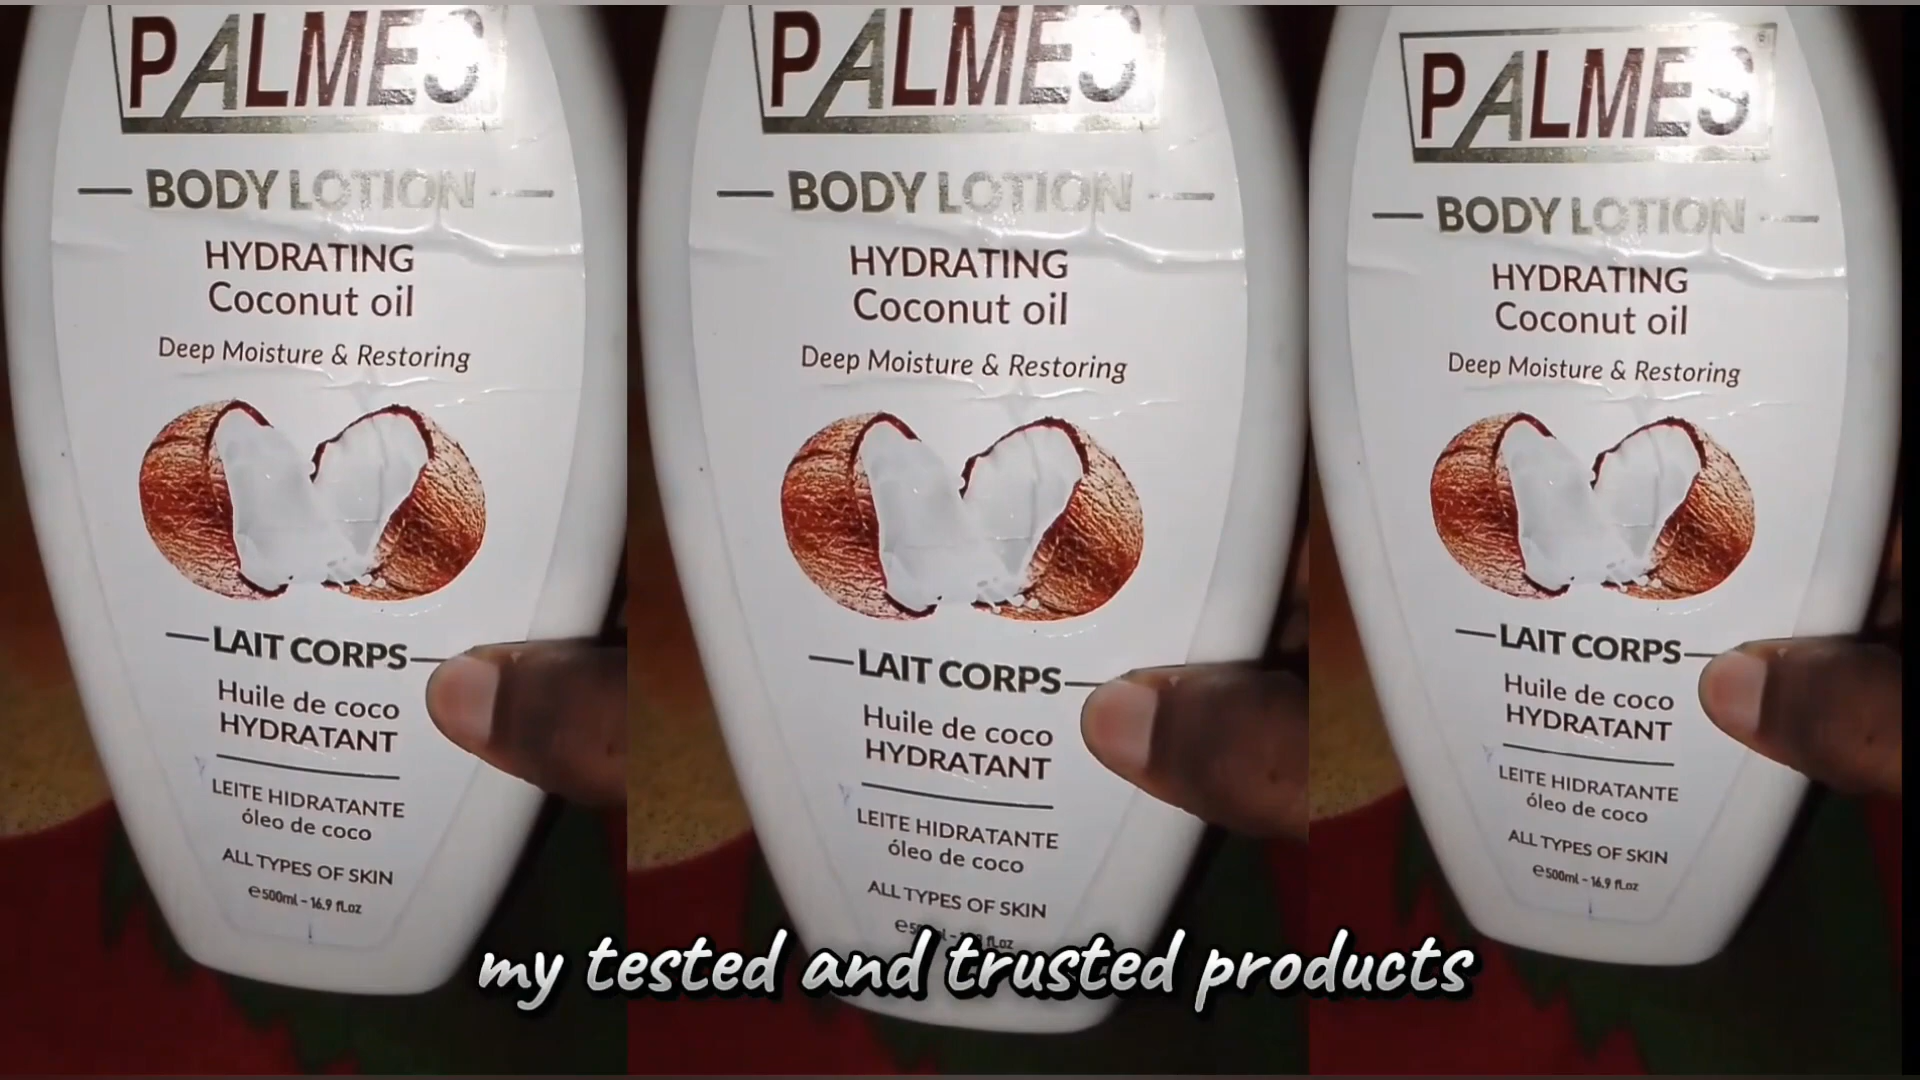 PALMES
BODY LOTION
HYDRATING
Coconut oil
Deep Moisture & Restoring
LAIT CORPS
Huile de coco
HYDRATANT
LEITE HIDRATANTE
óleo de coco
ALL TYPES OF SKIN
℮500ml - 16.9 fl.oz
PALMES
BODY LOTION
HYDRATING
Coconut oil
Deep Moisture & Restoring
LAIT CORPS
Huile de coco
HYDRATANT
LEITE HIDRATANTE
óleo de coco
ALL TYPES OF SKIN
fl.oz
PALMES
BODY LOTION
HYDRATING
Coconut oil
Deep Moisture & Restoring
LAIT CORPS
Huile de coco
HYDRATANT
LEITE HIDRATANTE
óleo de coco
ALL TYPES OF SKIN
℮500ml - 16.9 fl.oz
my tested and trusted products